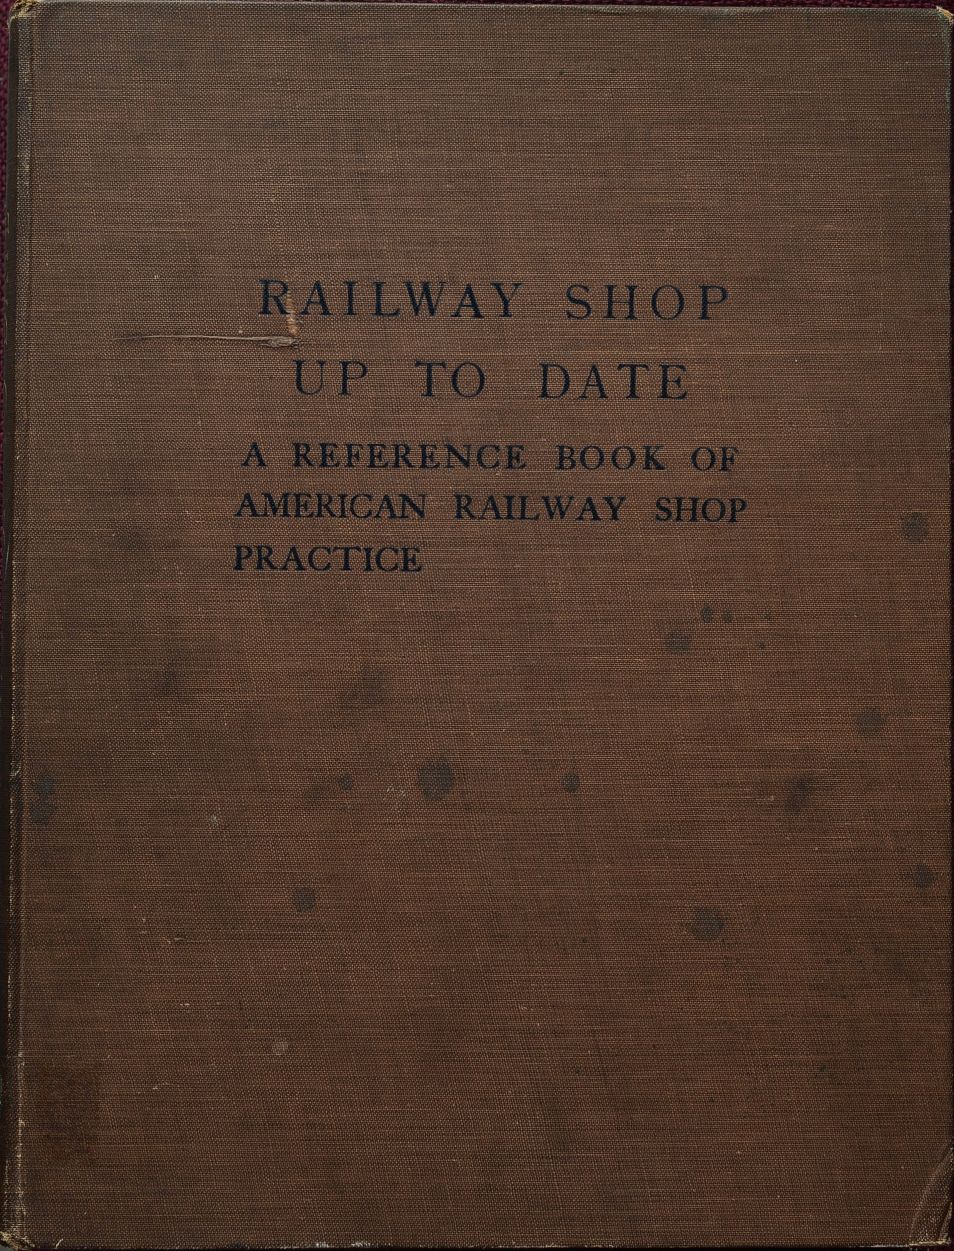 RAILWAY SHOP
UP TO DATE
A REFERENCE BOOK OF
AMERICAN RAILWAY SHOP
PRACTICE